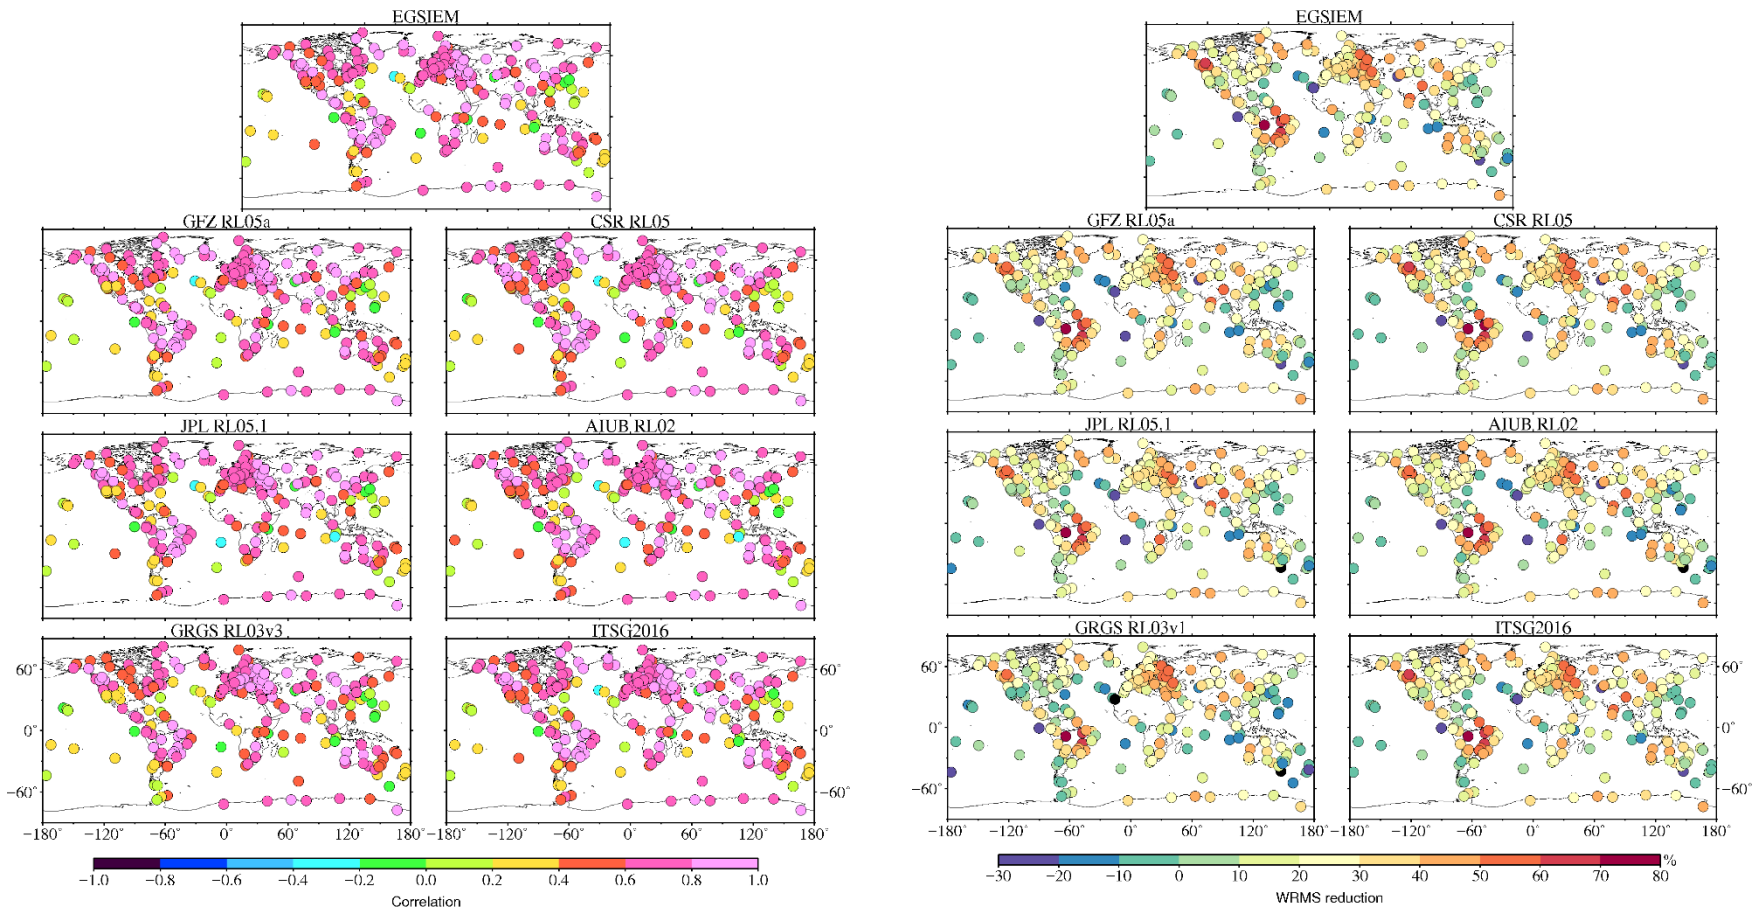 EGSIEM
EGSIEM
GFZ RL05a
CSR RL05
GFZ RL05a
CSR RL05
JPL RL05.1
AIUB RL02
JPL RL05.1
AIUB RL02
GRGS RL03v3
ITSG2016
GRGS RL03v1
ITSG2016
60° 60° 60° 60°
0° 0° 0° 0°
−60° −60° −60° −60°
−180 −120 −60 0° 60° 120° 180° −120 −60 0° 60° 120° 180°
−180 −120 −60° 0° 60° 120° 180° −120° −60° 0° 60° 120° 180°
−1.0 −0.8 −0.6 −0.4 −0.2 0.0 0.2 0.4 0.6 0.8 1.0
Correlation
%
−30 −20 −10 0 10 20 30 40 50 60 70 80
WRMS reduction